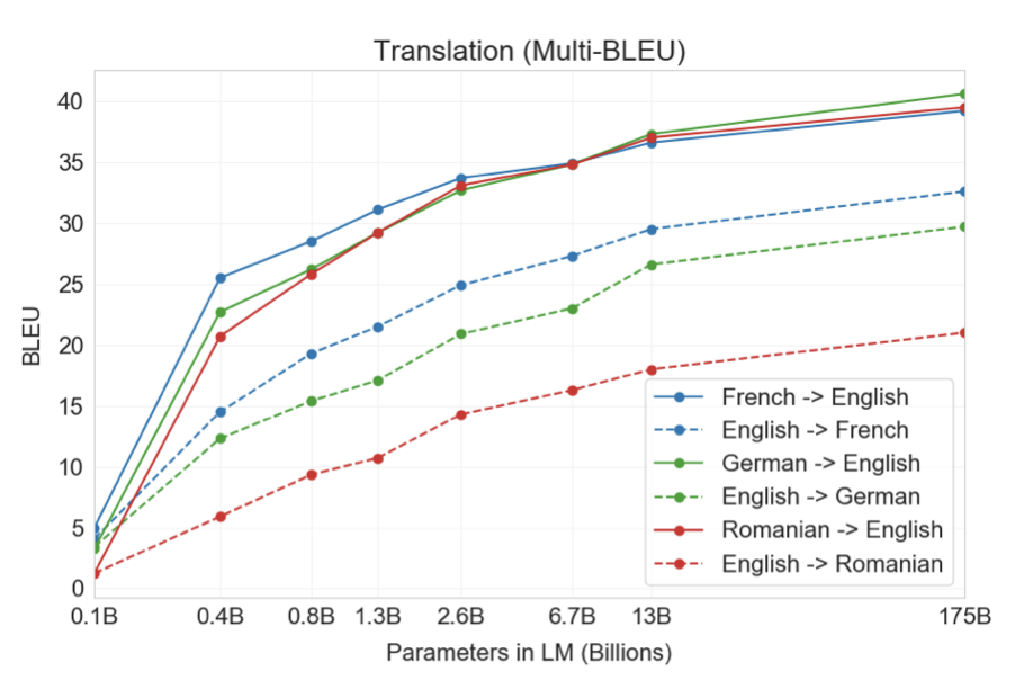 Translation (Multi-BLEU)
40
35
30
25
20
15
10
5
0
BLEU
French -> English
English -> French
German -> English
English -> German
Romanian -> English
English -> Romanian
0.1B 0.4B 0.8B 1.3B 2.6B 6.7B 13B 175B
Parameters in LM (Billions)